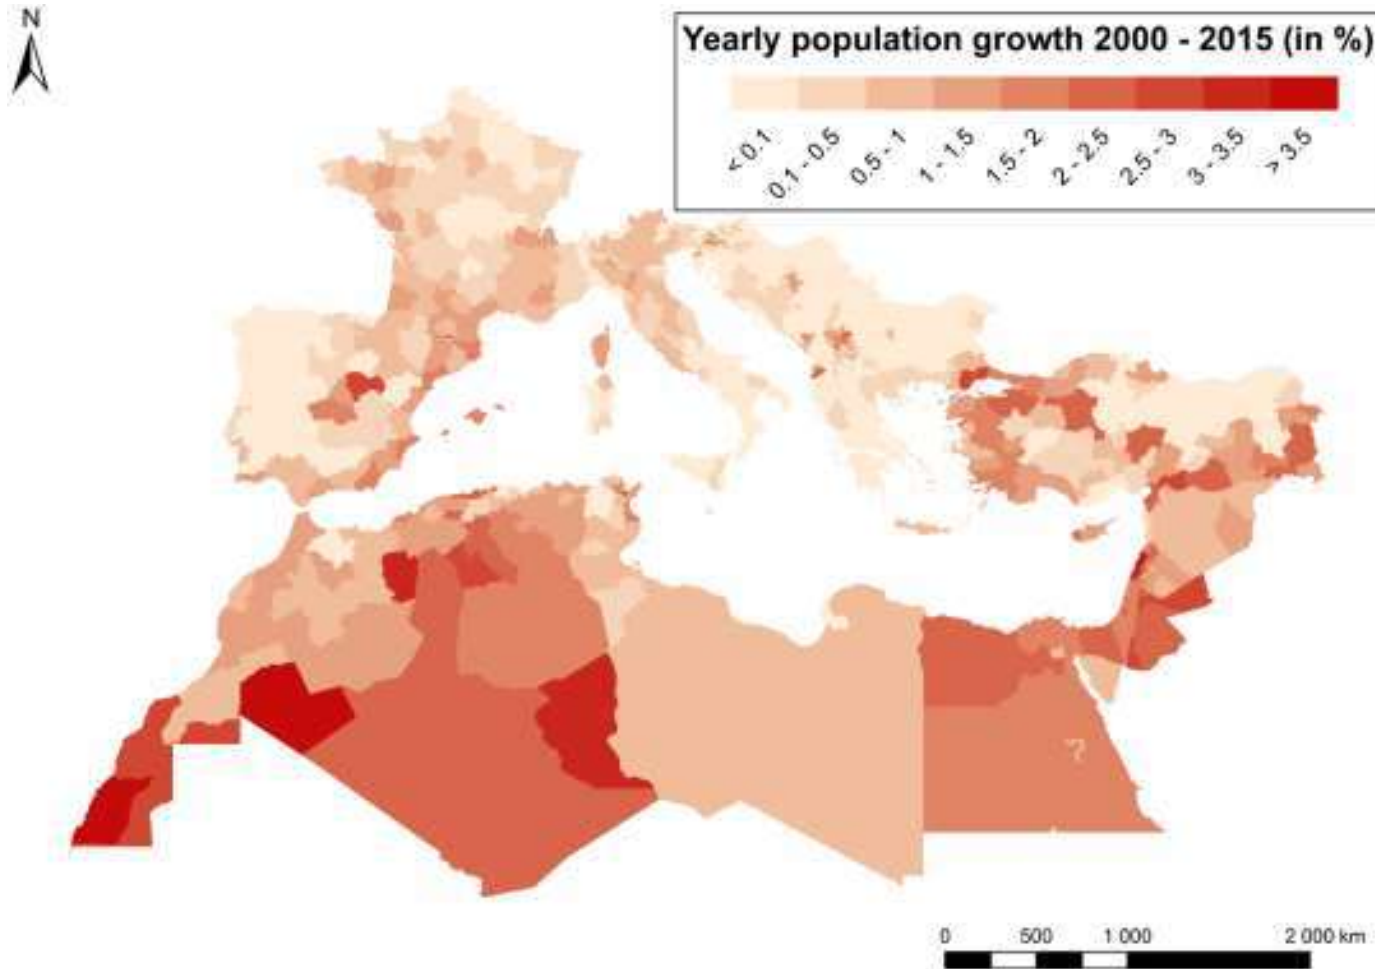 N
Yearly population growth 2000 - 2015 (in %)
< 0.1
0.1 - 0.5
0.5 - 1
1 - 1.5
1.5 - 2
2 - 2.5
2.5 - 3
3 - 3.5
> 3.5
0 500 1 000 2 000 km